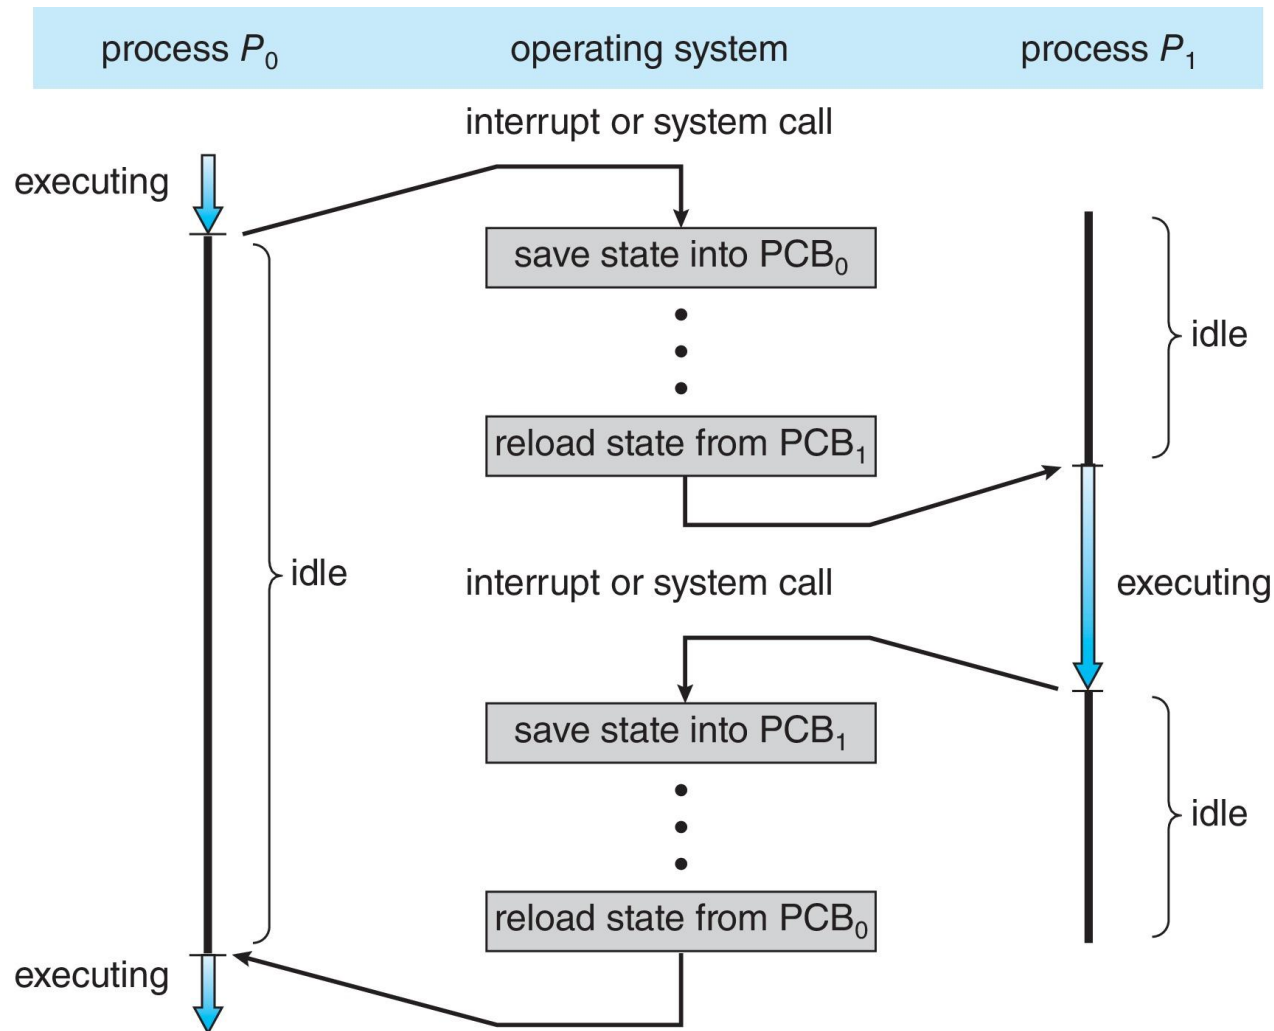 process P₀ operating system process P₁
interrupt or system call
executing
save state into PCB₀
idle
reload state from PCB₁
idle
interrupt or system call
executing
save state into PCB₁
idle
reload state from PCB₀
executing